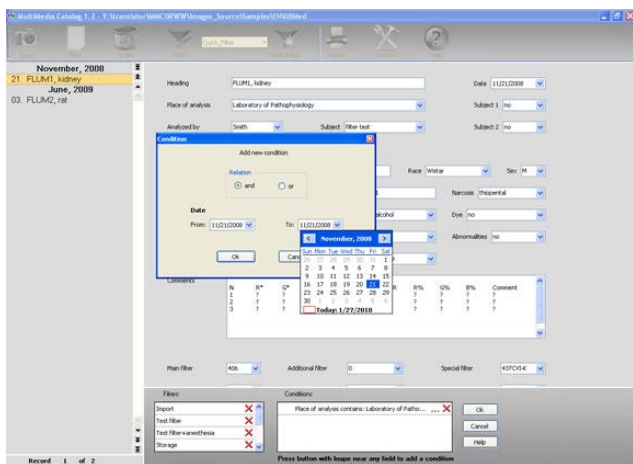 MultiMedia Catalog 1.2 - Y:\translator\MMC\WWW\Images_Source\Samples\EN\DBMed
Quick_Filter
November, 2008
21. FLUM1, kidney
June, 2009
03. FLUM2, rat
Heading FLUM1, kidney Date 11/21/2008
Place of analysis Laboratory of Pathophysiology Subject 1 no
Analyzed by Smith Subject filter test Subject 2 no
Condition
Add new condition
Relation
and or
Date
From: 11/21/2008 To: 11/21/2008
Ok
Race Wistar Sex M
Narcosis thiopental
alcohol Dye no
Abnormalities no
November, 2008
Sun Mon Tue Wed Thu Fri Sat
26 27 28 29 30 31 1
2 3 4 5 6 7 8
9 10 11 12 13 14 15
16 17 18 19 20 21 22
23 24 25 26 27 28 29
30 1 2 3 4 5 6
Today: 1/27/2010
Comments
N R* G* R% G% B% Comment
1 ? ? ? ? ?
2 ? ? ? ? ?
3 ? ? ? ? ?
Main filter 406 Additional filter 0 Special filter
Filters:
Import
Test filter
Test filter+anesthesia
Storage
Conditions:
Place of analysis contains: Laboratory of Patho... ...
Ok
Cancel
Help
Record 1 of 2
Press button with loupe near any field to add a condition